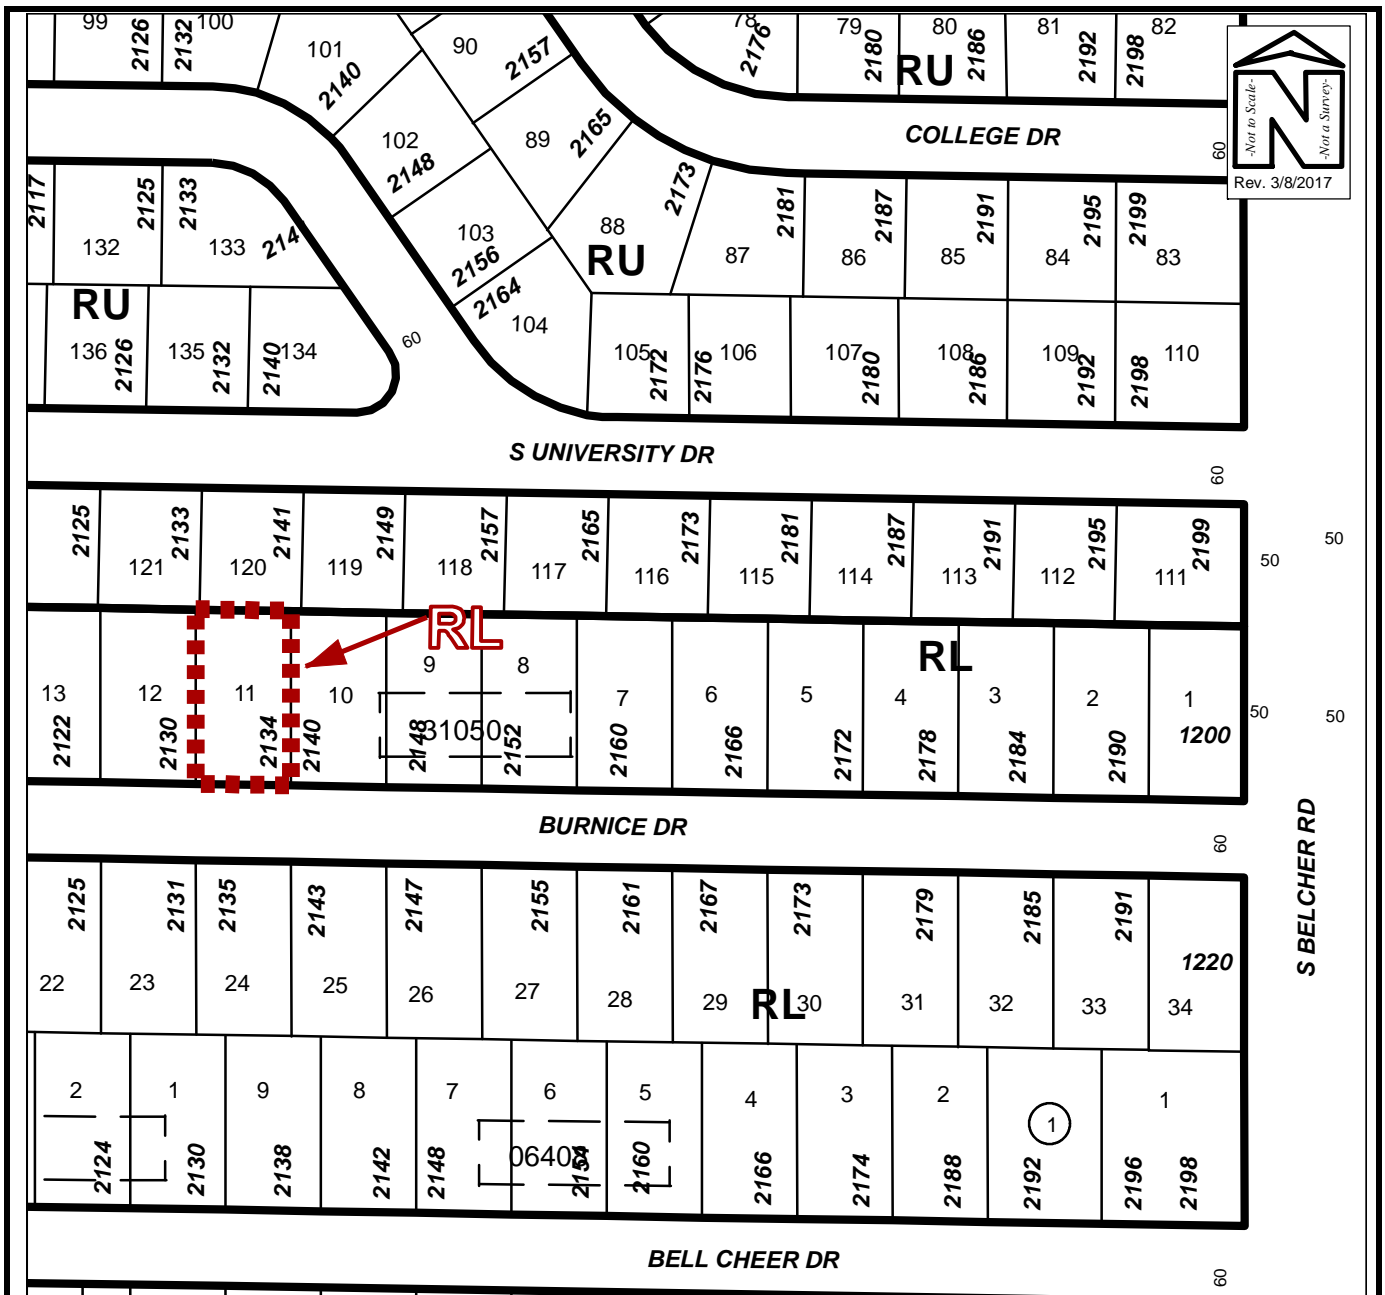 99 2126 2132 100
101 2140
90 2157
78 2176 79 2180 80 2186 81 2192 2198 82
RU
-Not to Scale-
-Not a Survey-
Rev. 3/8/2017
COLLEGE DR
60
102 2148
89 2165
2117 2125 2133
132 133 214
103 2156
88 2173
RU
2181 2187 2191 2195 2199
87 86 85 84 83
RU
2164 104
60
136 2126 135 2132 2140 134
105 2172 2176 106 107 2180 108 2186 109 2192 2198 110
S UNIVERSITY DR
60
2125 2133 2141 2149 2157 2165 2173 2181 2187 2191 2195 2199
121 120 119 118 117 116 115 114 113 112 111
50 50
RL
RL
13 12 11 10 9 8 7 6 5 4 3 2 1
2122 2130 2134 2140 2148 31050 2152 2160 2166 2172 2178 2184 2190 1200
50 50
BURNICE DR
60
S BELCHER RD
2125 2131 2135 2143 2147 2155 2161 2167 2173 2179 2185 2191
1220
22 23 24 25 26 27 28 29 30 31 32 33 34
RL
2 1 9 8 7 6 5 4 3 2 1 1
2124 2130 2138 2142 2148 2154 2160 2166 2174 2188 2192 2196 2198
BELL CHEER DR
60